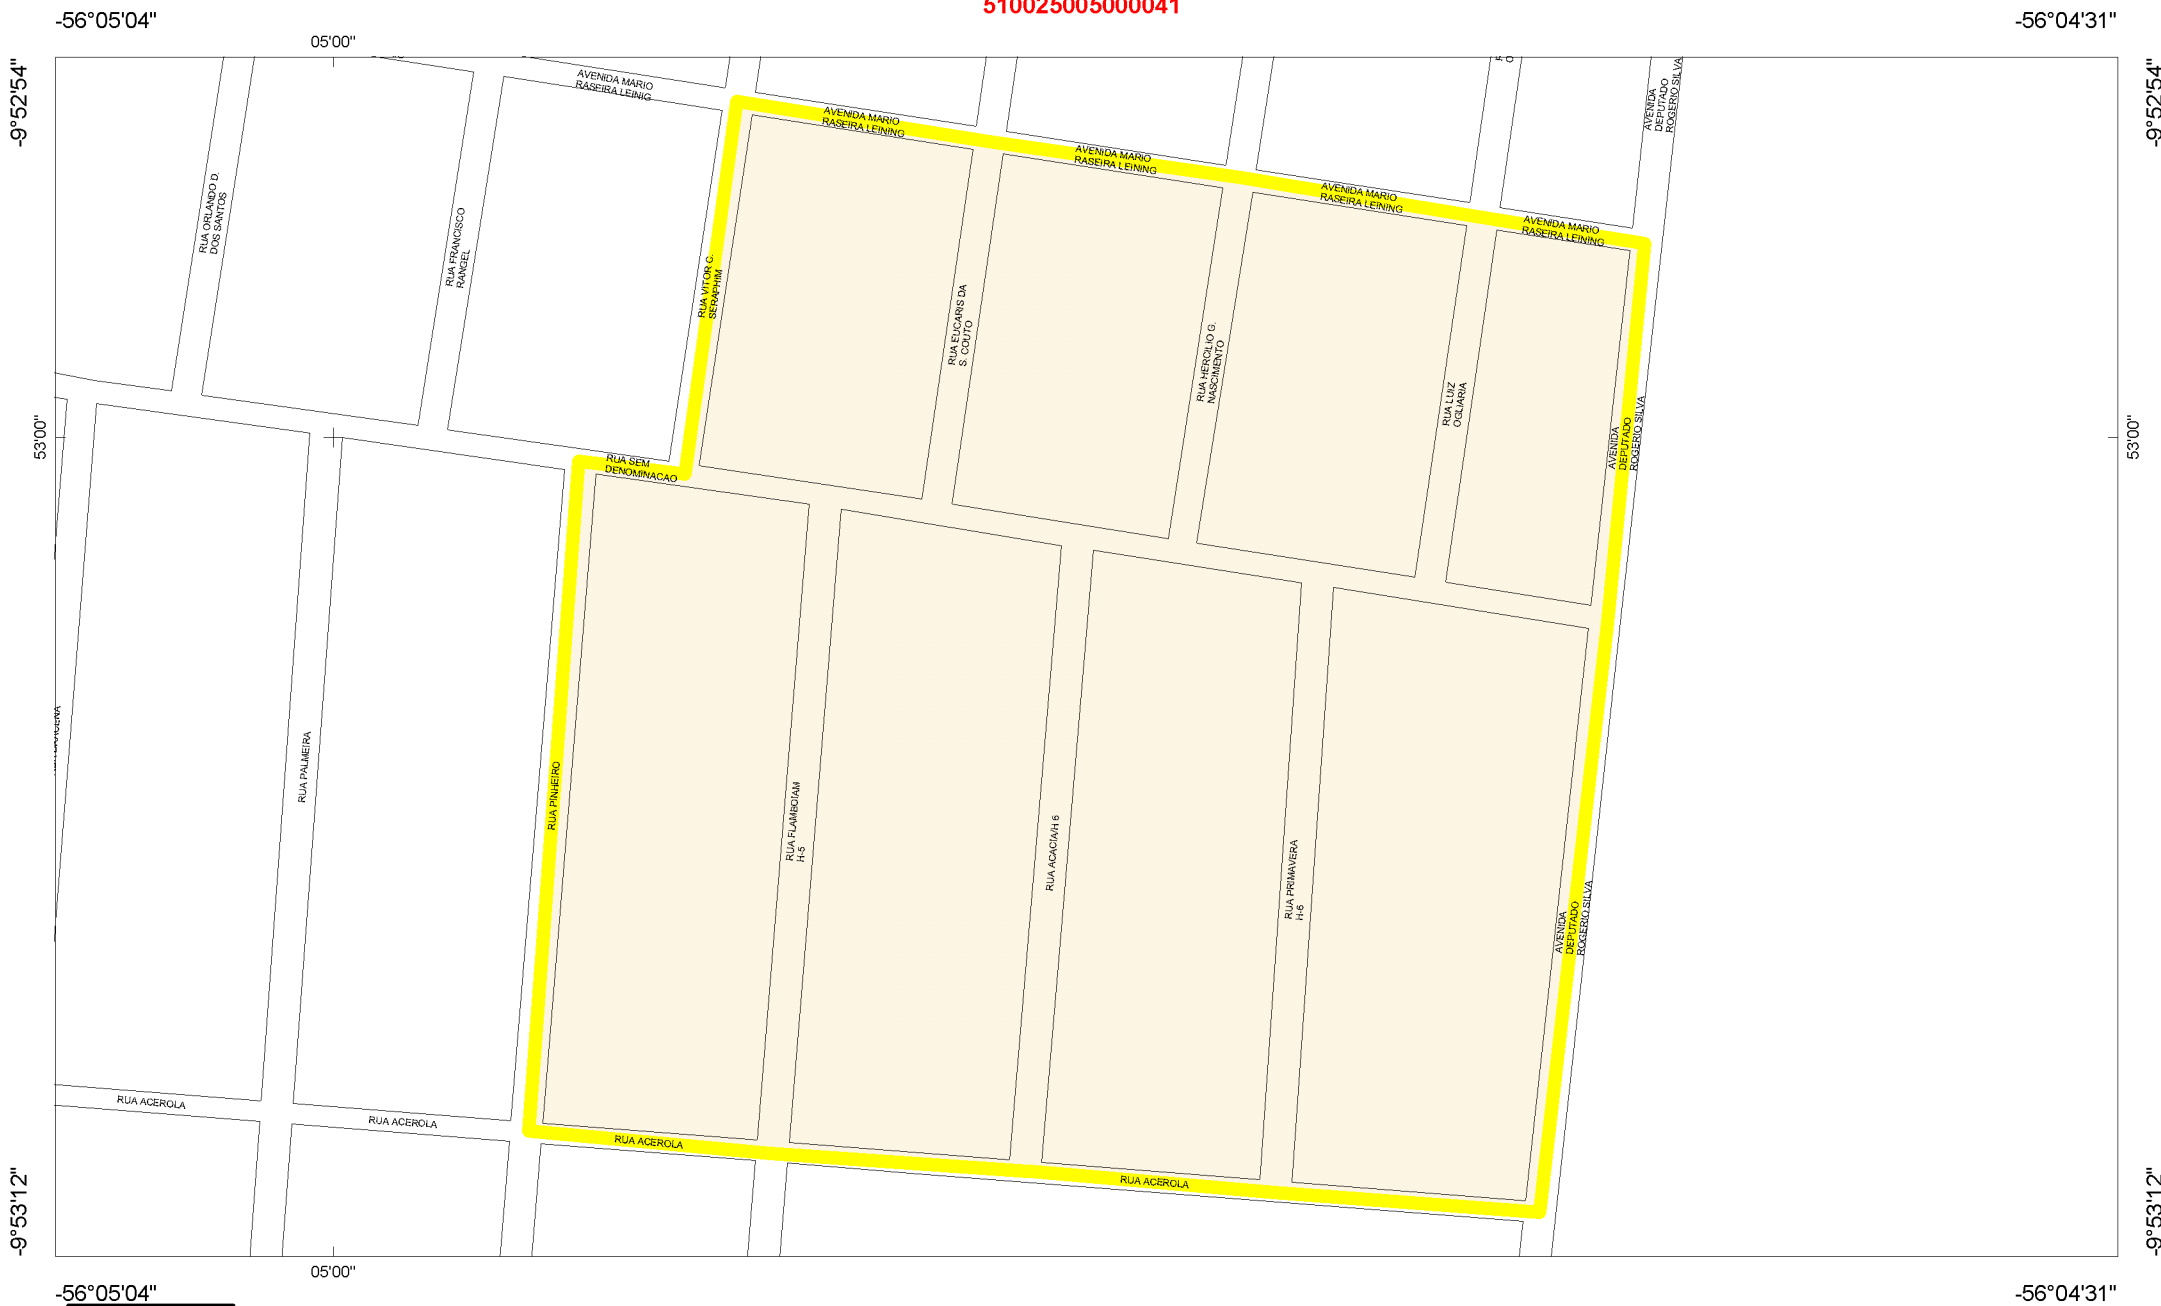 510025005000041
-56°05'04"
-56°04'31"
05'00"
-9°52'54"
-9°52'54"
AVENIDA MARIO
RASEIRA LEINIG
AVENIDA MARIO
RASEIRA LEINING
AVENIDA MARIO
RASEIRA LEINING
AVENIDA MARIO
RASEIRA LEINING
AVENIDA MARIO
RASEIRA LEINING
AVENIDA
DEPUTADO
ROGERIO SILVA
RUA ORLANDO D.
DOS SANTOS
RUA FRANCISCO
RANGEL
RUA VITOR G.
SERAPHIM
RUA EUCARIS DA
S. COUTO
RUA HERCILIO G.
NASCIMENTO
RUA LUIZ
OGLIARIA
AVENIDA
DEPUTADO
ROGERIO SILVA
53'00"
53'00"
RUA SEM
DENOMINACAO
RUA PALMEIRA
RUA PINHEIRO
RUA FLAMBOIAM
H-5
RUA ACACIA/H 6
RUA PRIMAVERA
H-6
AVENIDA
DEPUTADO
ROGERIO SILVA
RUA ACEROLA
RUA ACEROLA
RUA ACEROLA
RUA ACEROLA
-9°53'12"
-9°53'12"
05'00"
-56°05'04"
-56°04'31"